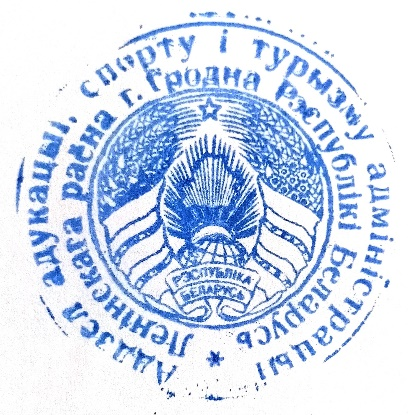 Аддзел адукацыі, спорту і турызму адміністрацыі
Ленінскага раёна г. Гродна Рэспублікі Беларусь
РЭСПУБЛІКА
БЕЛАРУСЬ